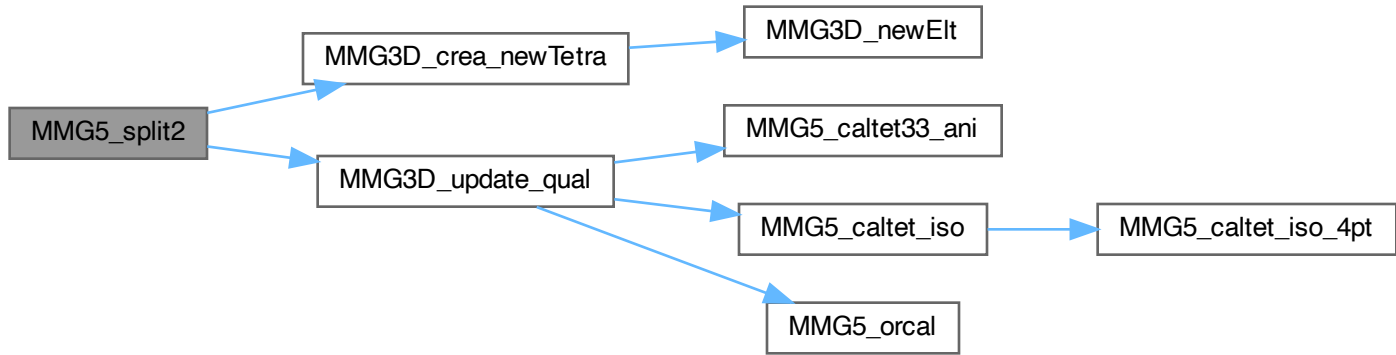 MMG5_split2
MMG3D_crea_newTetra
MMG3D_newElt
MMG3D_update_qual
MMG5_caltet33_ani
MMG5_caltet_iso
MMG5_caltet_iso_4pt
MMG5_orcal